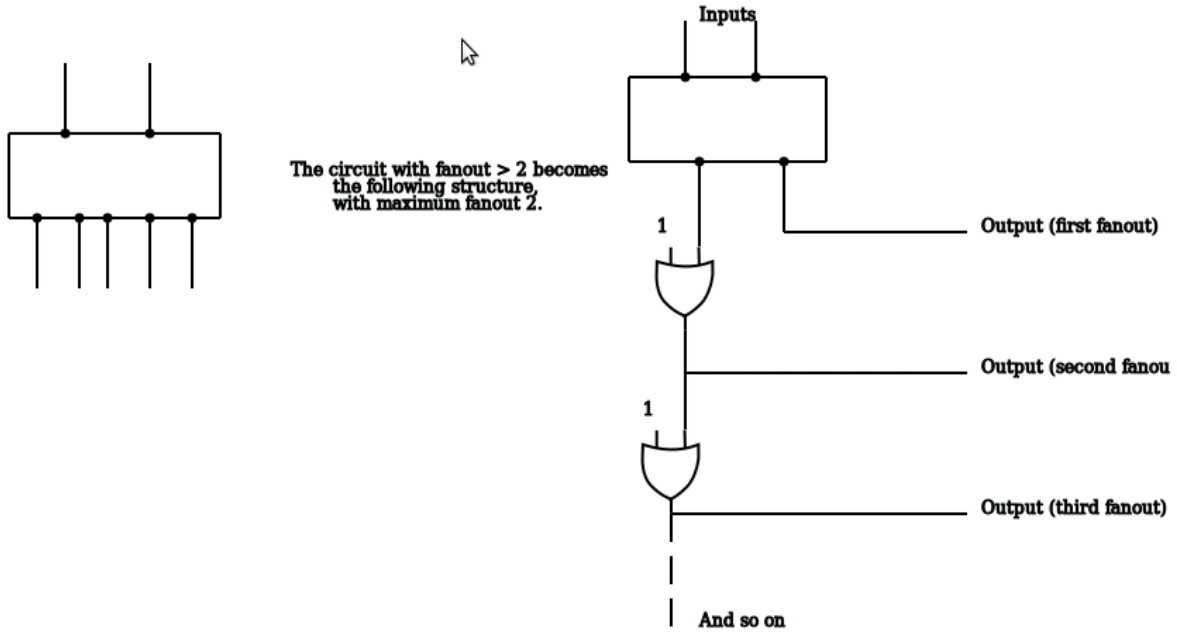 Inputs
The circuit with fanout > 2 becomes
the following structure,
with maximum fanout 2.
1
Output (first fanout)
Output (second fanou
1
Output (third fanout)
And so on